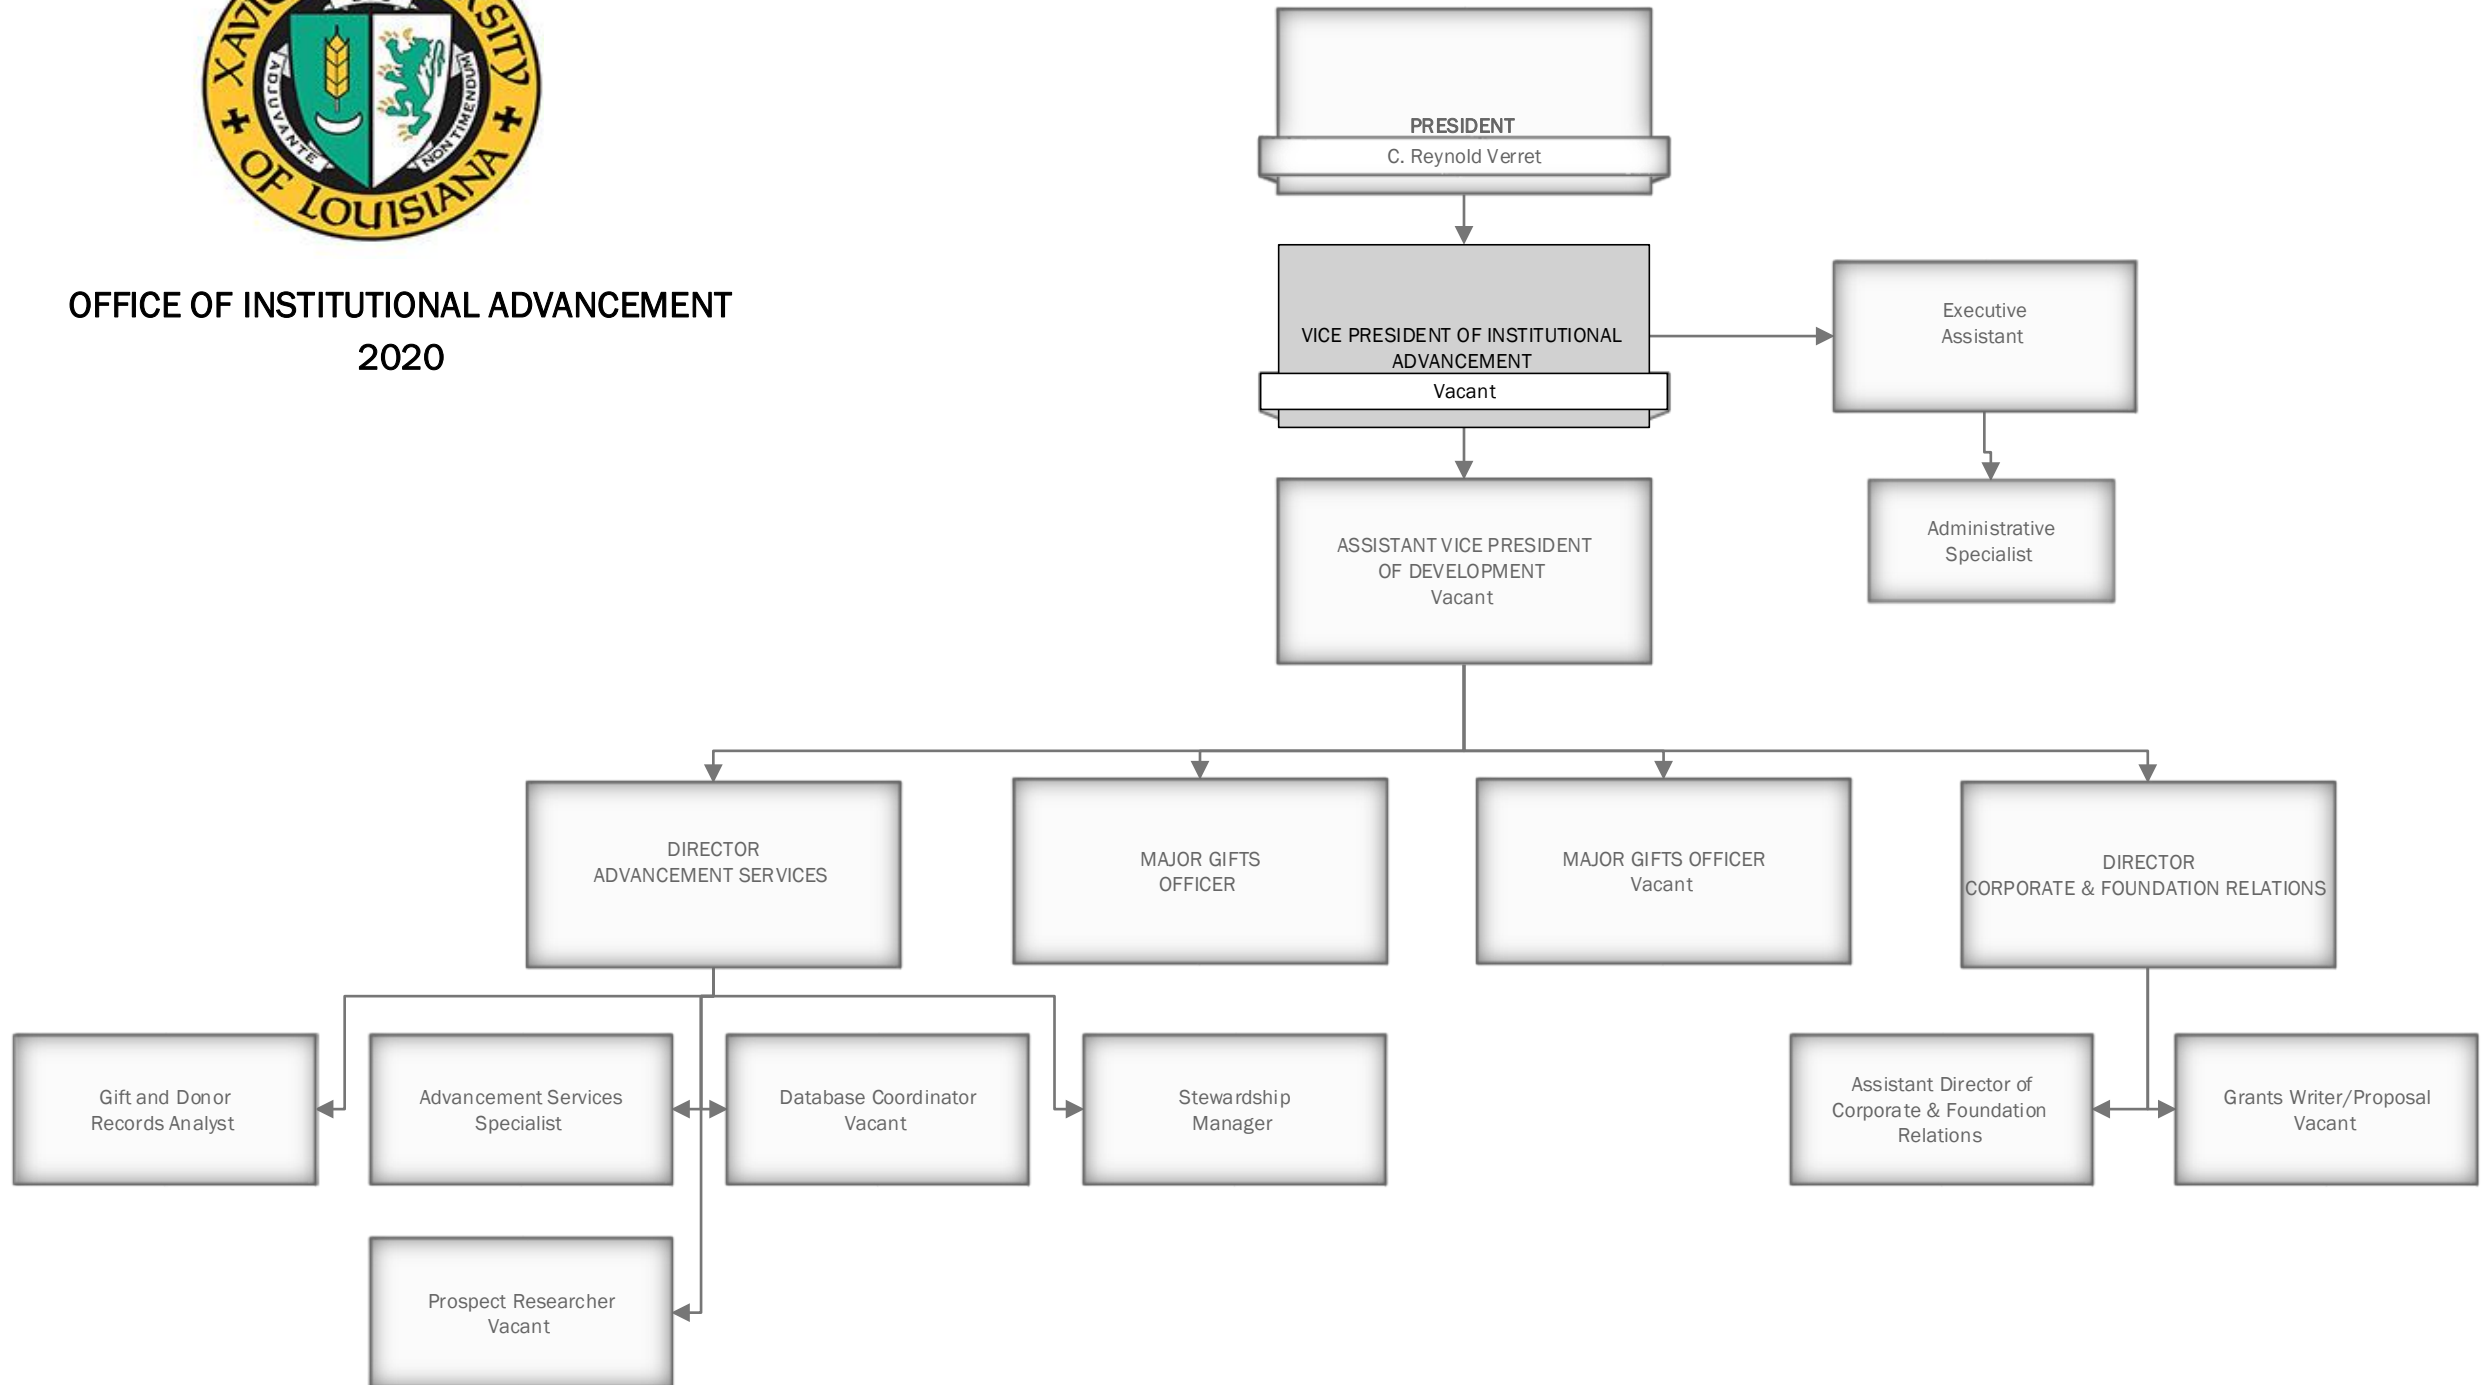 OF LOUISIANA
ADJUVANTE
NON TIMENDUM
OFFICE OF INSTITUTIONAL ADVANCEMENT
2020
PRESIDENT
C. Reynold Verret
VICE PRESIDENT OF INSTITUTIONAL
ADVANCEMENT
Vacant
Executive
Assistant
ASSISTANT VICE PRESIDENT
OF DEVELOPMENT
Vacant
Administrative
Specialist
DIRECTOR
ADVANCEMENT SERVICES
MAJOR GIFTS
OFFICER
MAJOR GIFTS OFFICER
Vacant
DIRECTOR
CORPORATE & FOUNDATION RELATIONS
Gift and Donor
Records Analyst
Advancement Services
Specialist
Database Coordinator
Vacant
Stewardship
Manager
Assistant Director of
Corporate & Foundation
Relations
Grants Writer/Proposal
Vacant
Prospect Researcher
Vacant